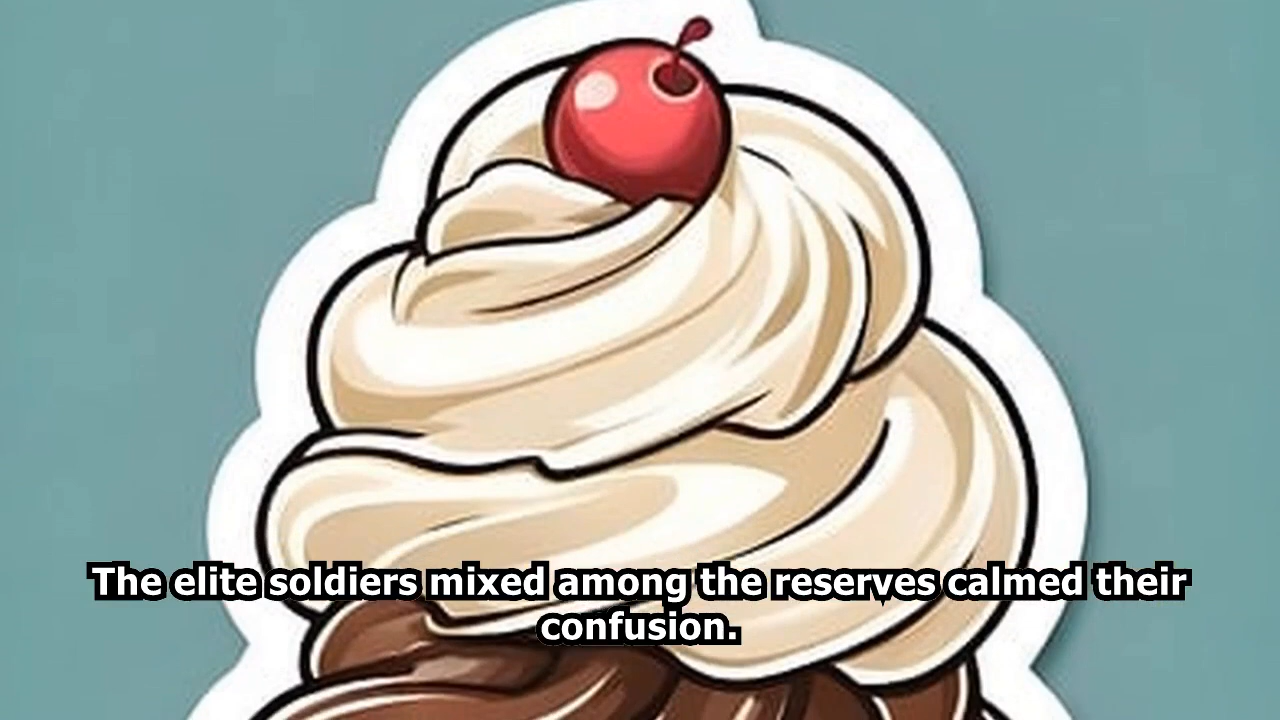 The elite soldiers mixed among the reserves calmed their
confusion.